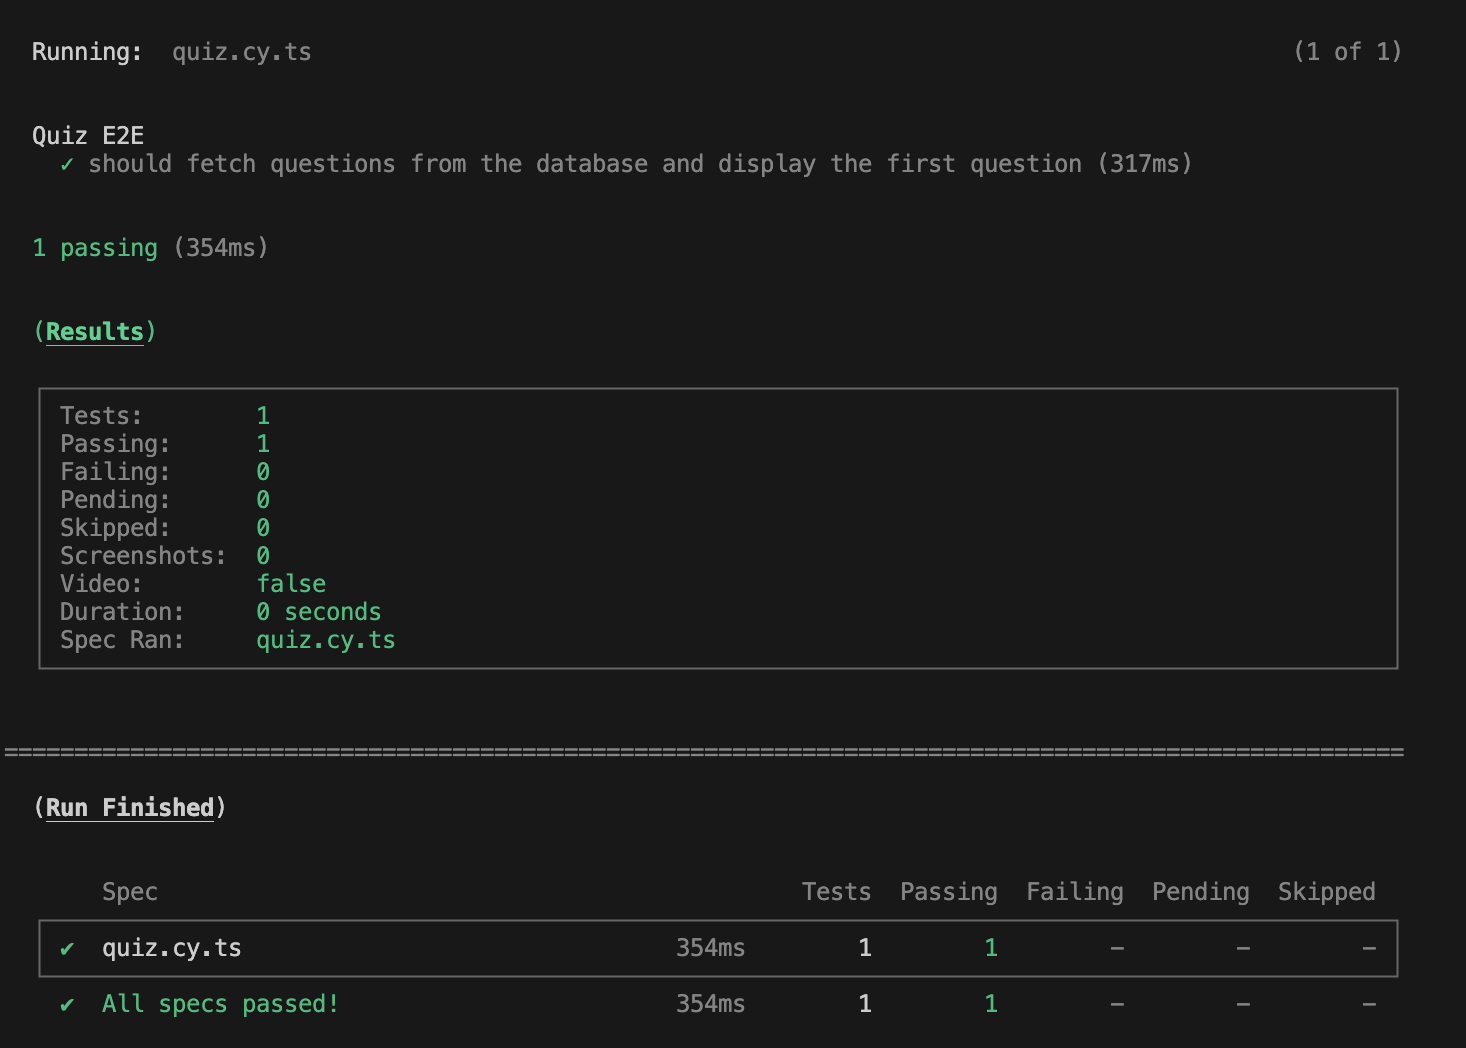 Running:  quiz.cy.ts (1 of 1)
Quiz E2E
✓ should fetch questions from the database and display the first question (317ms)
1 passing (354ms)
(Results)
Tests: 1
Passing: 1
Failing: 0
Pending: 0
Skipped: 0
Screenshots: 0
Video: false
Duration: 0 seconds
Spec Ran: quiz.cy.ts
(Run Finished)
Spec Tests Passing Failing Pending Skipped
✔ quiz.cy.ts 354ms 1 1 – – –
✔ All specs passed! 354ms 1 1 – – –